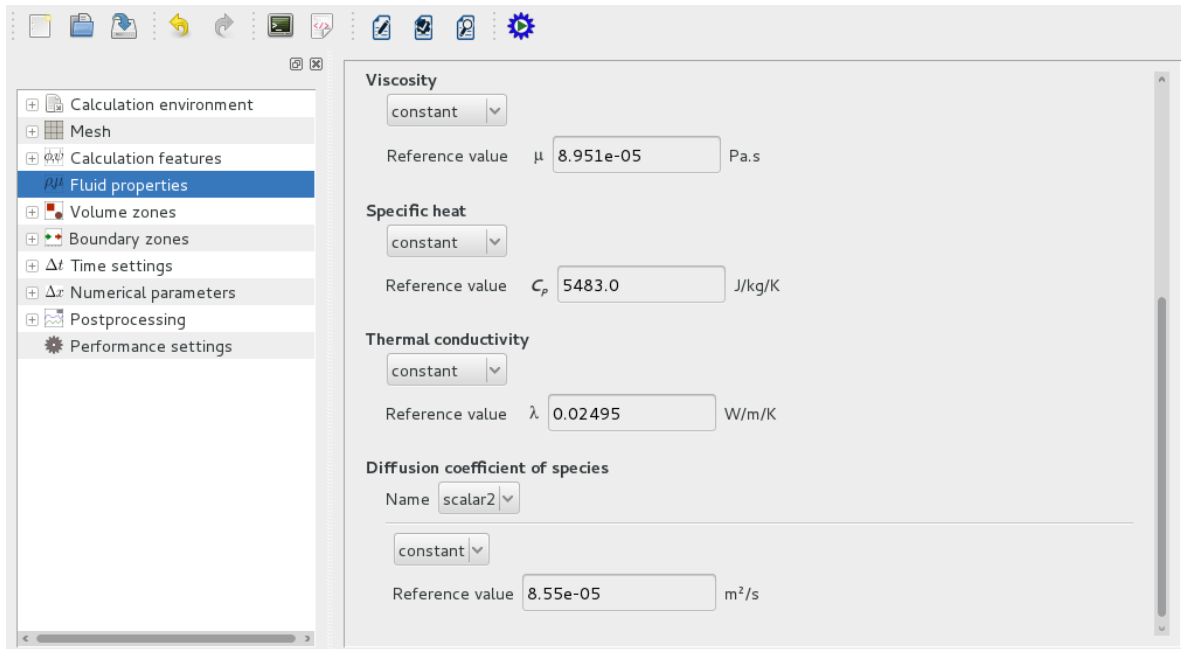 Calculation environment
Mesh
Calculation features
ρ,μ Fluid properties
Volume zones
Boundary zones
Δt Time settings
Δx Numerical parameters
Postprocessing
Performance settings
Viscosity
constant
Reference value μ 8.951e-05 Pa.s
Specific heat
constant
Reference value Cp 5483.0 J/kg/K
Thermal conductivity
constant
Reference value λ 0.02495 W/m/K
Diffusion coefficient of species
Name scalar2
constant
Reference value 8.55e-05 m²/s